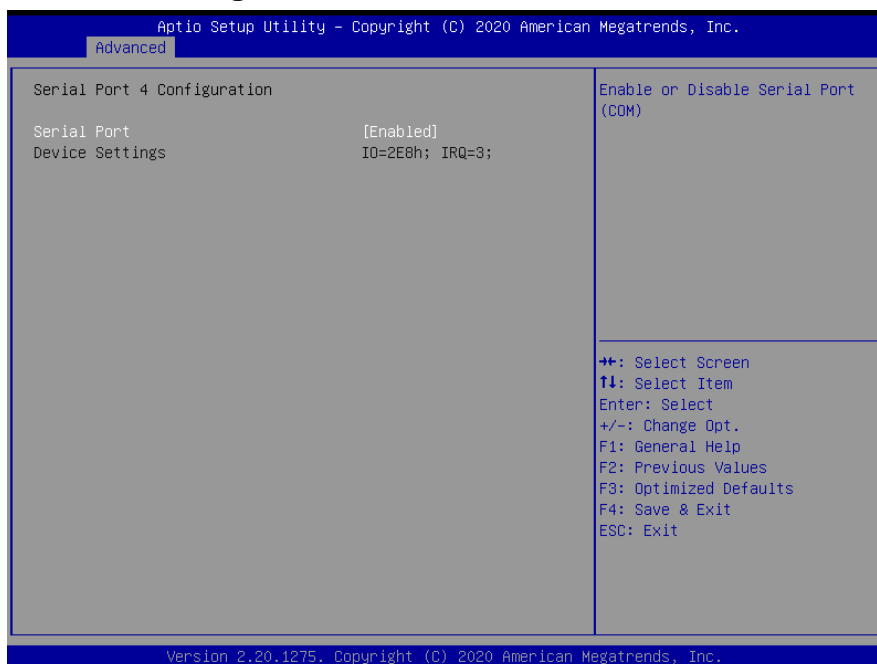 Aptio Setup Utility – Copyright (C) 2020 American Megatrends, Inc.
Advanced
Serial Port 4 Configuration
Serial Port [Enabled]
Device Settings IO=2E8h; IRQ=3;
Enable or Disable Serial Port
(COM)
→←: Select Screen
↑↓: Select Item
Enter: Select
+/-: Change Opt.
F1: General Help
F2: Previous Values
F3: Optimized Defaults
F4: Save & Exit
ESC: Exit
Version 2.20.1275. Copyright (C) 2020 American Megatrends, Inc.